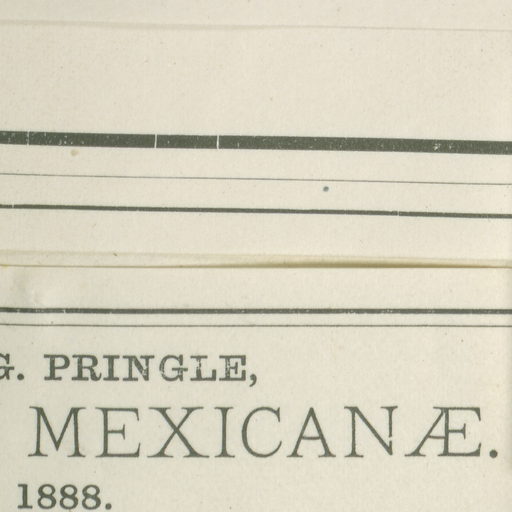 G. PRINGLE,
MEXICANÆ.
1888.